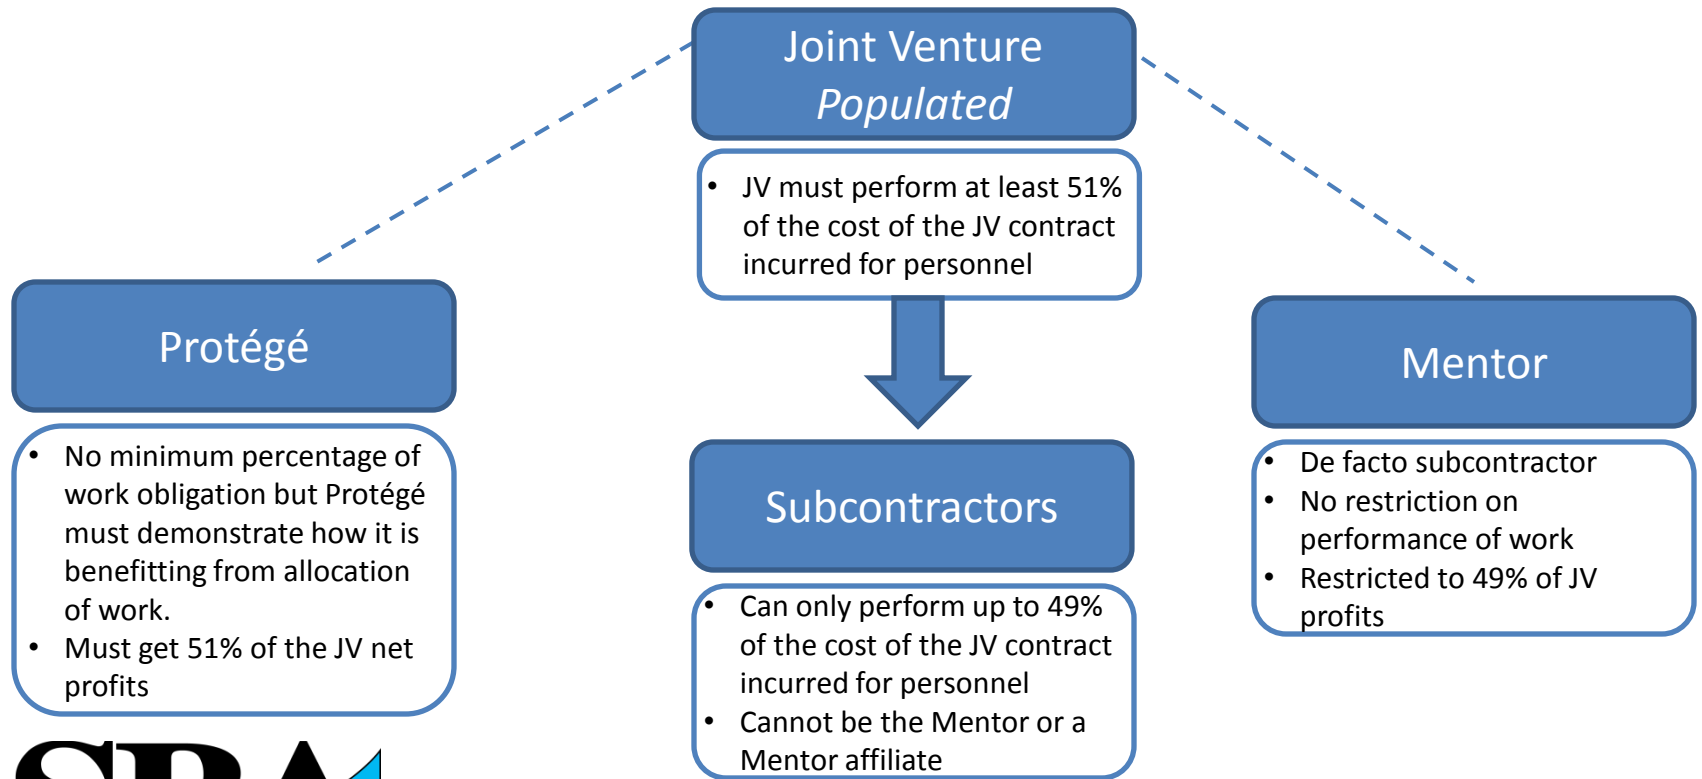 Joint Venture
Populated
• JV must perform at least 51%
of the cost of the JV contract
incurred for personnel
Protégé
• No minimum percentage of
work obligation but Protégé
must demonstrate how it is
benefitting from allocation
of work.
• Must get 51% of the JV net
profits
Subcontractors
• Can only perform up to 49%
of the cost of the JV contract
incurred for personnel
• Cannot be the Mentor or a
Mentor affiliate
Mentor
• De facto subcontractor
• No restriction on
performance of work
• Restricted to 49% of JV
profits
SBA